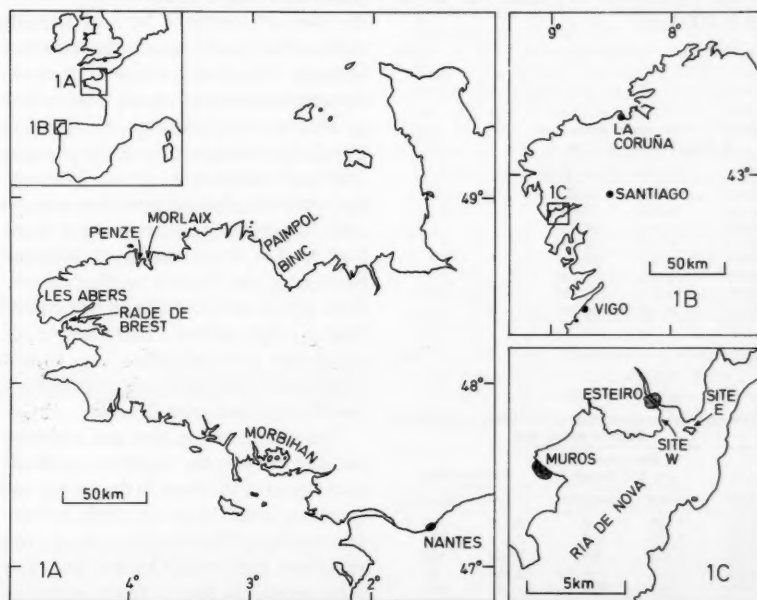 1A
1B
49°
PENZE
MORLAIX
PAIMPOL
BINIC
LES ABERS
RADE DE
BREST
48°
MORBIHAN
50km
NANTES
1A
4°
3°
2°
47°
9°
8°
LA
CORUÑA
43°
SANTIAGO
1C
50km
VIGO
1B
ESTEIRO
SITE
E
SITE
W
MUROS
RIA DE NOVA
5km
1C